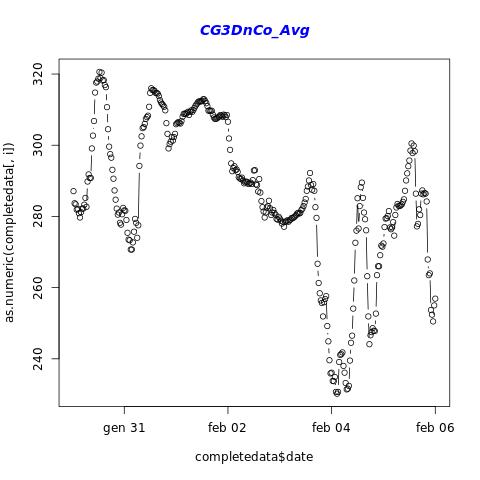 CG3DnCo_Avg
as.numeric(completedata[, i])
320
300
280
260
240
gen 31
feb 02
feb 04
feb 06
completedata$date